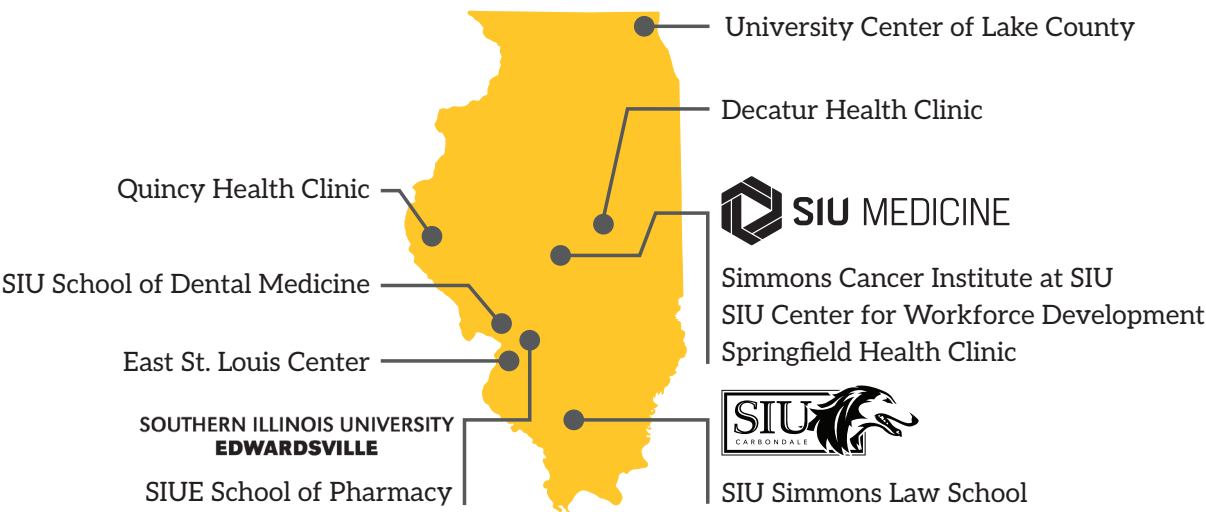 University Center of Lake County
Decatur Health Clinic
Quincy Health Clinic
SIU MEDICINE
SIU School of Dental Medicine
Simmons Cancer Institute at SIU
SIU Center for Workforce Development
Springfield Health Clinic
East St. Louis Center
SOUTHERN ILLINOIS UNIVERSITY
EDWARDSVILLE
SIUE School of Pharmacy
SIU
CARBONDALE
SIU Simmons Law School